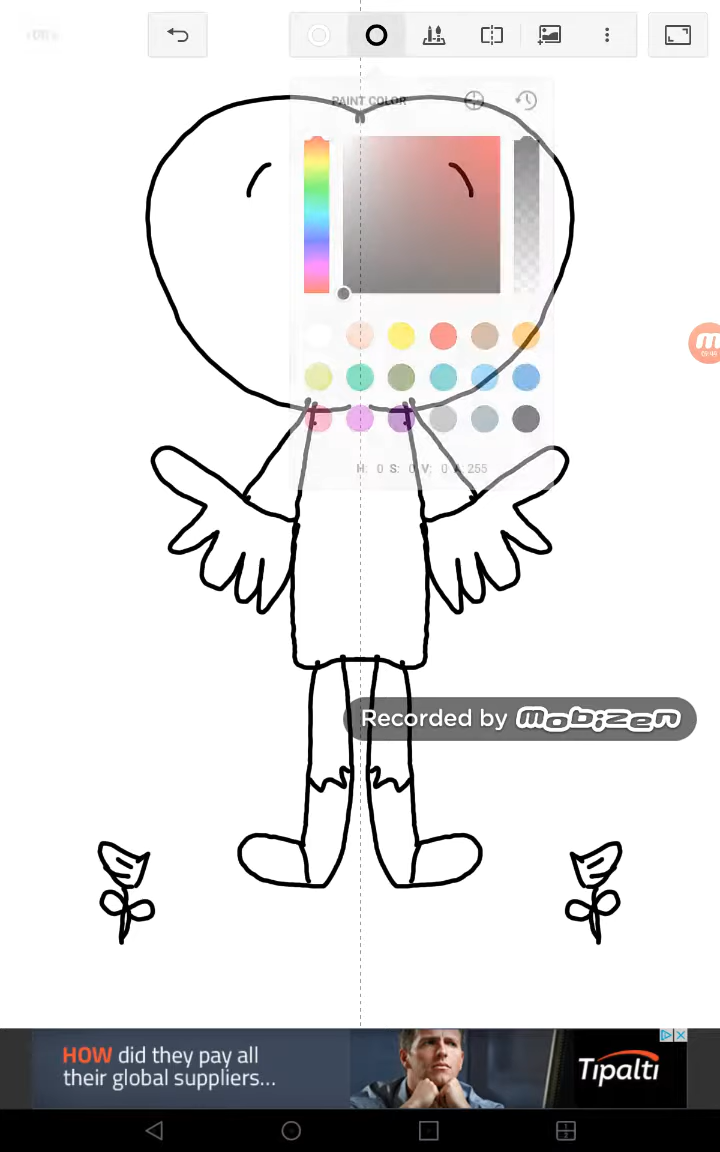 PAINT COLOR
H: 0 S: 0 V: 0 A: 255
Recorded by mobizen
HOW did they pay all
their global suppliers...
Tipalti